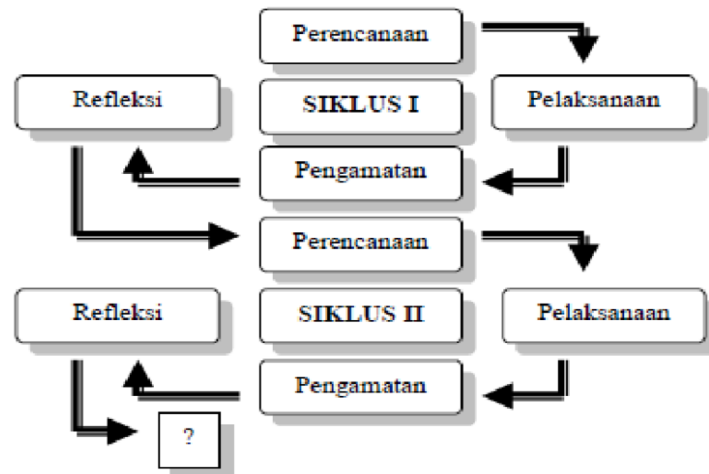 Perencanaan
Refleksi
SIKLUS I
Pelaksanaan
Pengamatan
Perencanaan
Refleksi
SIKLUS II
Pelaksanaan
Pengamatan
?